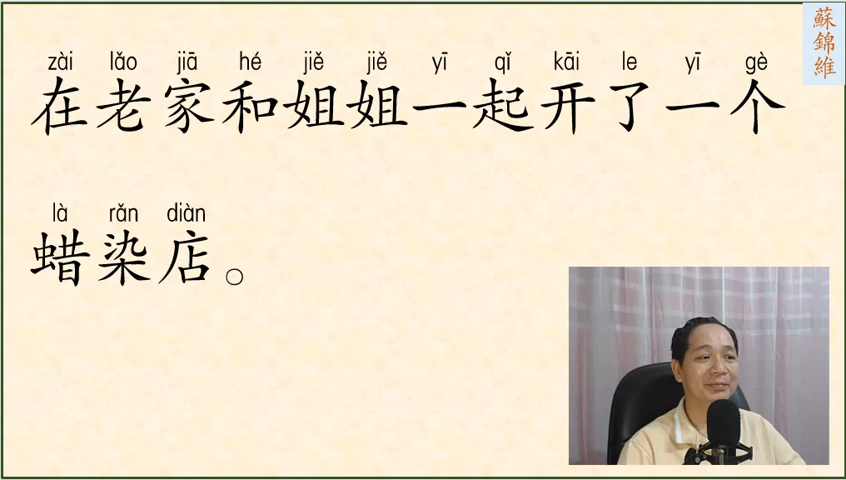 zài lǎo jiā hé jiě jiě yī qǐ kāi le yī gè
在老家和姐姐一起开了一个
là rǎn diàn
蜡染店。
蘇錦維